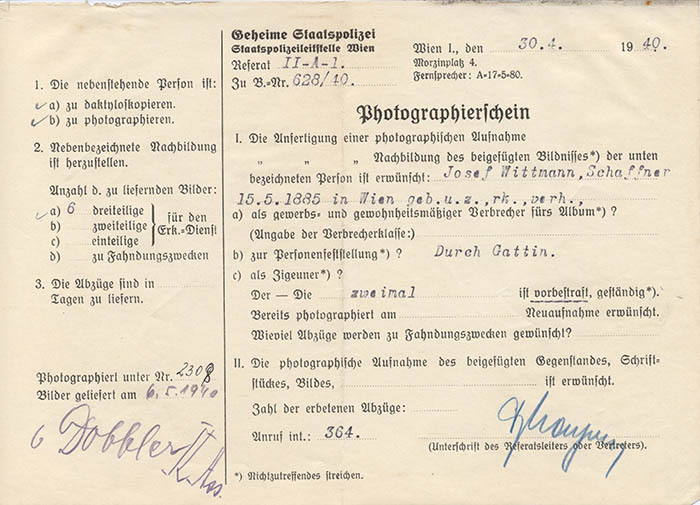 1. Die nebenstehende Person ist:
a) zu daktyloskopieren.
b) zu photographieren.
2. Nebenbezeichnete Nachbildung
ist herzustellen.
Anzahl d. zu liefernden Bilder:
a) 6 dreiteilige
b) zweiteilige
c) einteilige
für den
Erk.=Dienst
d) zu Fahndungszwecken
3. Die Abzüge sind in
Tagen zu liefern.
Photographiert unter Nr. 2308
Bilder geliefert am 6.5.1940
6 Dobbler
Geheime Staatspolizei
Staatspolizeileitstelle Wien
Referat II-A-1.
Zu B.=Nr. 628/40.
Wien I., den 30.4. 1940.
Morzinplatz 4.
Fernsprecher: A=17=5=80.
Photographierschein
I. Die Anfertigung einer photographischen Aufnahme
„ „ „ Nachbildung des beigefügten Bildnisses*) der unten
bezeichneten Person ist erwünscht: Josef Wittmann, Schaffner
15.5.1885 in Wien geb.u.z.,rk.,verh.,
a) als gewerbs= und gewohnheitsmäßiger Verbrecher fürs Album*) ?
(Angabe der Verbrecherklasse:)
b) zur Personenfeststellung*) ? Durch Gattin.
c) als Zigeuner*) ?
Der — Die zweimal ist vorbestraft, geständig*).
Bereits photographiert am Neuaufnahme erwünscht.
Wieviel Abzüge werden zu Fahndungszwecken gewünscht?
II. Die photographische Aufnahme des beigefügten Gegenstandes, Schrift=
stückes, Bildes, ist erwünscht.
Zahl der erbetenen Abzüge:
Anruf int.: 364.
(Unterschrift des Referatsleiters oder Vertreters).
*) Nichtzutreffendes streichen.